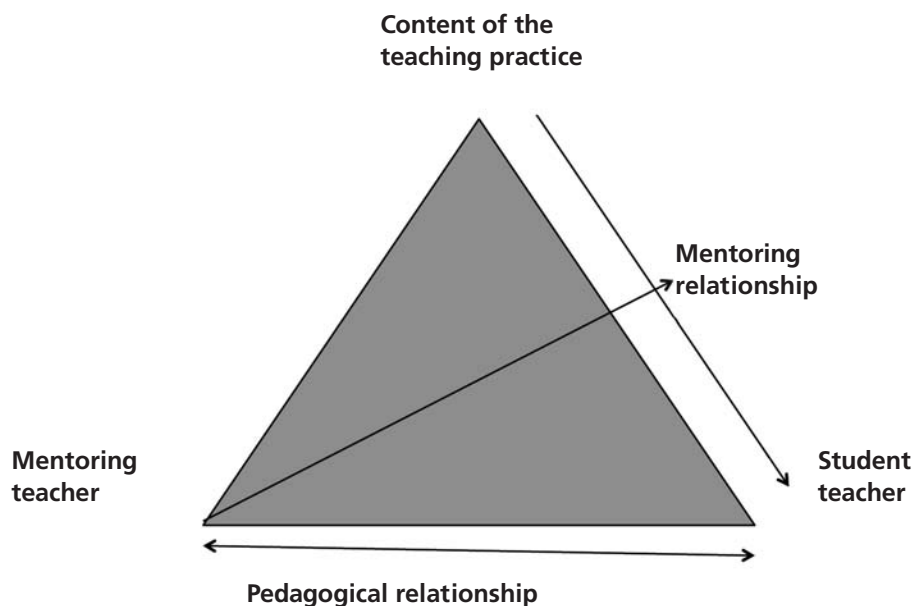 Content of the
teaching practice
Mentoring
relationship
Mentoring
teacher
Student
teacher
Pedagogical relationship